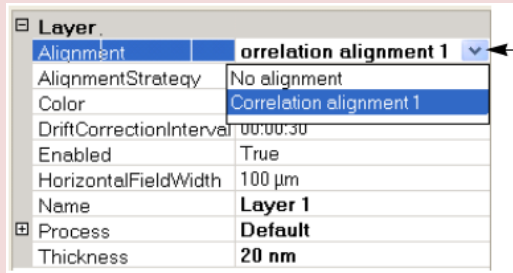 Layer
Alignment orrelation alignment 1
AlignmentStrategy No alignment
Color Correlation alignment 1
DriftCorrectionInterval 00:00:30
Enabled True
HorizontalFieldWidth 100 µm
Name Layer 1
Process Default
Thickness 20 nm